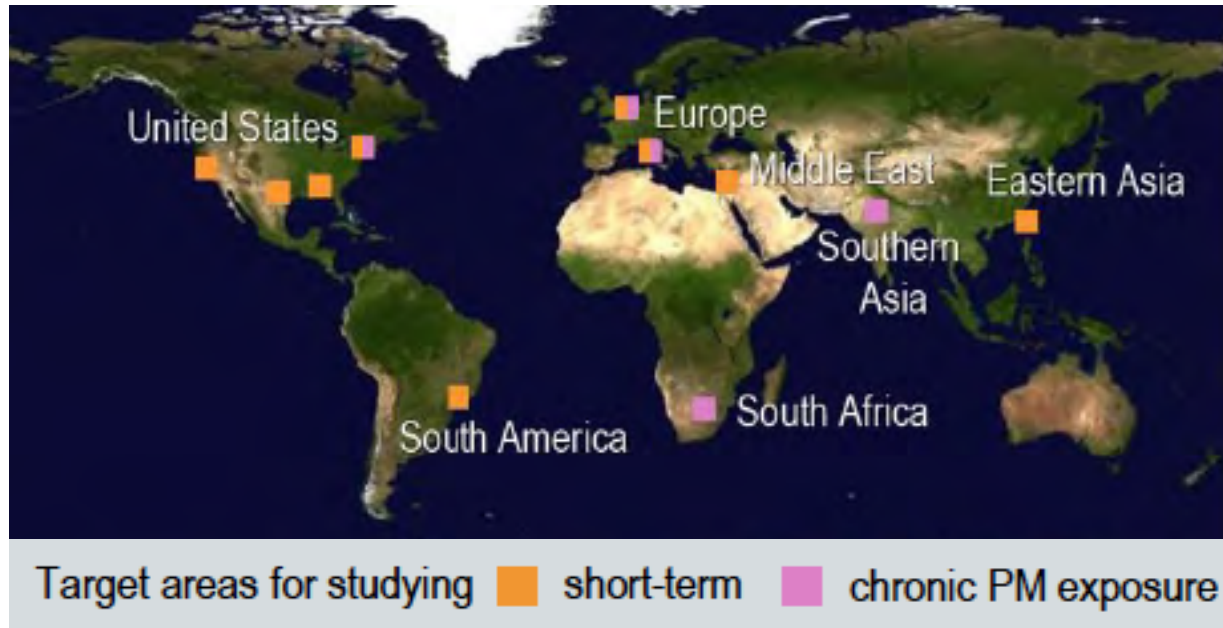 United States
Europe
Middle East
Eastern Asia
Southern
Asia
South Africa
South America
Target areas for studying short-term chronic PM exposure